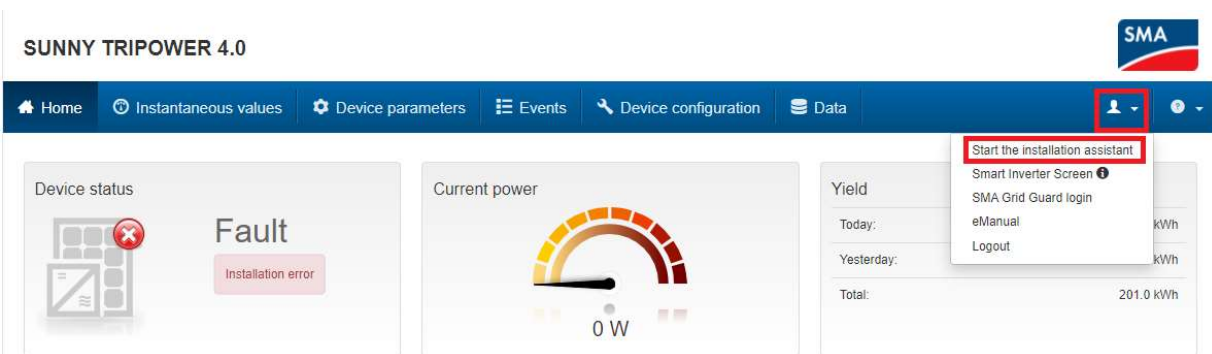 SUNNY TRIPOWER 4.0
SMA
Home Instantaneous values Device parameters Events Device configuration Data
Start the installation assistant
Smart Inverter Screen
SMA Grid Guard login
eManual
Logout
Device status
Fault
Installation error
Current power
0 W
Yield
Today: kWh
Yesterday: kWh
Total: 201.0 kWh